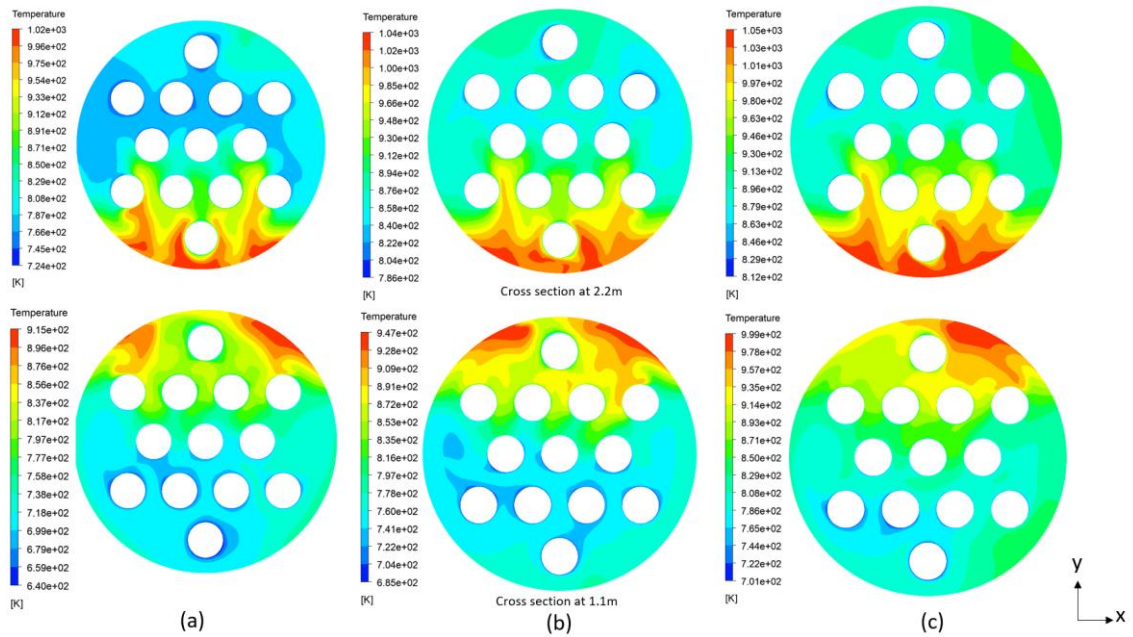 Temperature
1.02e+03
9.96e+02
9.75e+02
9.54e+02
9.33e+02
9.12e+02
8.91e+02
8.71e+02
8.50e+02
8.29e+02
8.08e+02
7.87e+02
7.66e+02
7.45e+02
7.24e+02
[K]
Temperature
1.04e+03
1.02e+03
1.00e+03
9.85e+02
9.66e+02
9.48e+02
9.30e+02
9.12e+02
8.94e+02
8.76e+02
8.58e+02
8.40e+02
8.22e+02
8.04e+02
7.86e+02
[K]
Cross section at 2.2m
Temperature
1.05e+03
1.03e+03
1.01e+03
9.97e+02
9.80e+02
9.63e+02
9.46e+02
9.30e+02
9.13e+02
8.96e+02
8.79e+02
8.63e+02
8.46e+02
8.29e+02
8.12e+02
[K]
Temperature
9.15e+02
8.96e+02
8.76e+02
8.56e+02
8.37e+02
8.17e+02
7.97e+02
7.77e+02
7.58e+02
7.38e+02
7.18e+02
6.99e+02
6.79e+02
6.40e+02
[K]
(a)
Temperature
9.47e+02
9.28e+02
9.09e+02
8.91e+02
8.72e+02
8.53e+02
8.34e+02
8.16e+02
7.97e+02
7.78e+02
7.60e+02
7.41e+02
7.22e+02
7.04e+02
6.85e+02
[K]
Cross section at 1.1m
(b)
Temperature
9.99e+02
9.78e+02
9.57e+02
9.35e+02
9.14e+02
8.93e+02
8.71e+02
8.50e+02
8.29e+02
8.08e+02
7.86e+02
7.65e+02
7.44e+02
7.22e+02
7.01e+02
[K]
(c)
y
x